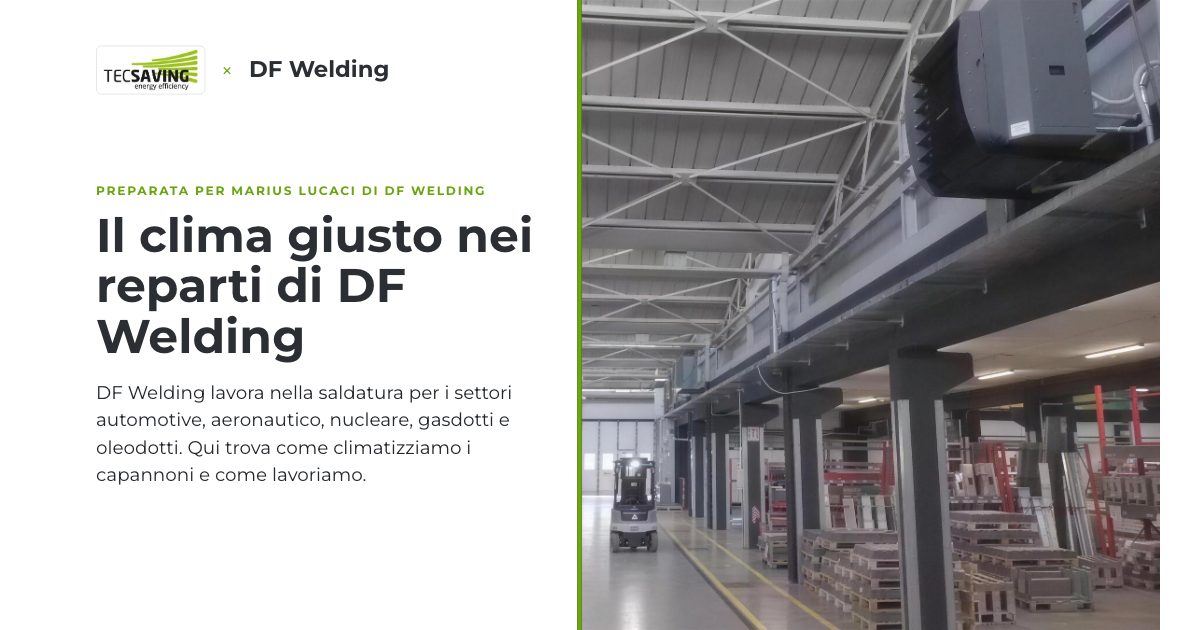 TECSAVING
energy efficiency
× DF Welding
PREPARATA PER MARIUS LUCACI DI DF WELDING
Il clima giusto nei
reparti di DF
Welding
DF Welding lavora nella saldatura per i settori
automotive, aeronautico, nucleare, gasdotti e
oleodotti. Qui trova come climatizziamo i
capannoni e come lavoriamo.